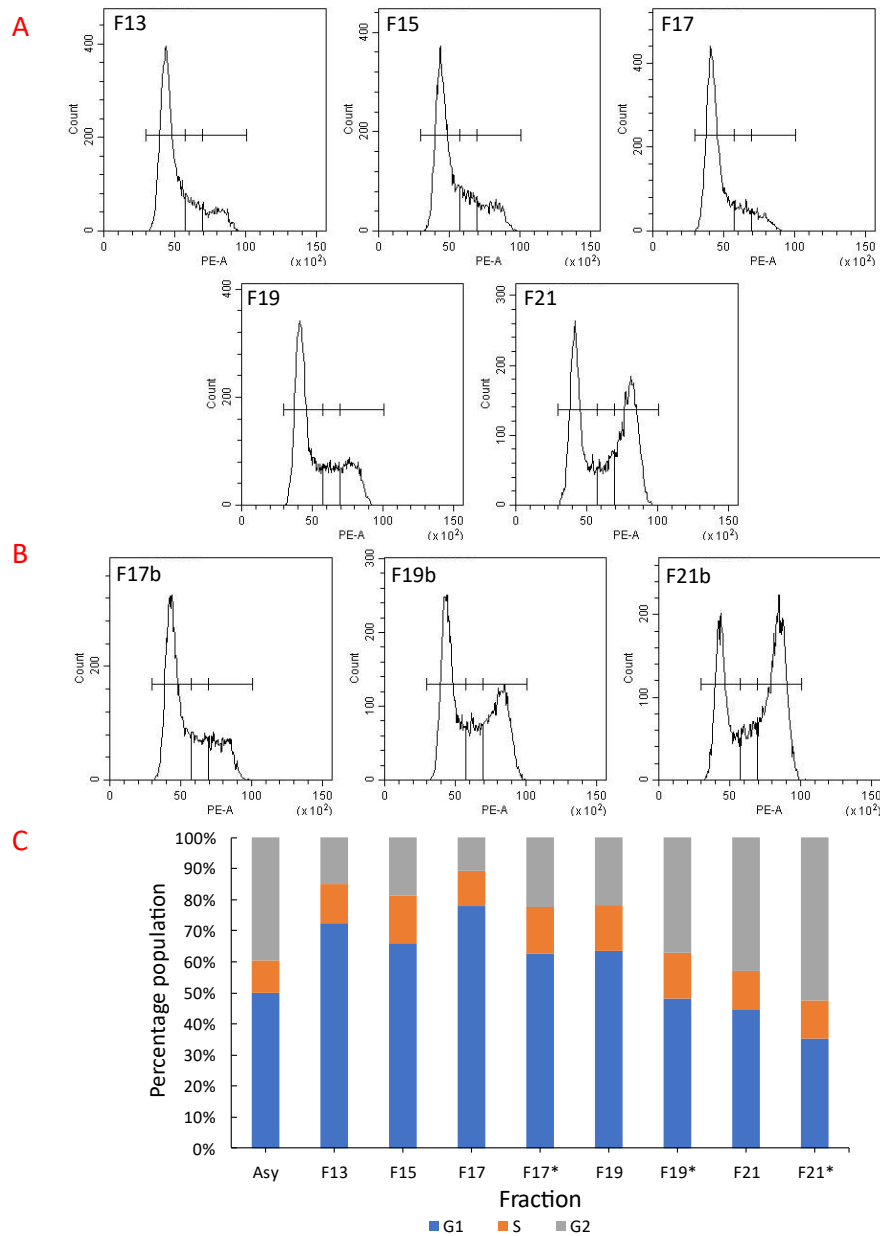 A
F13
F15
F17
Count
400
200
0
0 50 100 150
PE-A (x 10²)
Count
400
200
0
0 50 100 150
PE-A (x 10²)
Count
400
200
0
0 50 100 150
PE-A (x 10²)
F19
F21
Count
400
200
0
0 50 100 150
PE-A (x 10²)
Count
300
200
100
0
0 50 100 150
PE-A (x 10²)
B
F17b
F19b
F21b
Count
200
0
0 50 100 150
PE-A (x 10²)
Count
300
200
100
0
0 50 100 150
PE-A (x 10²)
Count
200
100
0
0 50 100 150
PE-A (x 10²)
C
Percentage population
100%
90%
80%
70%
60%
50%
40%
30%
20%
10%
0%
Asy F13 F15 F17 F17* F19 F19* F21 F21*
Fraction
G1 S G2